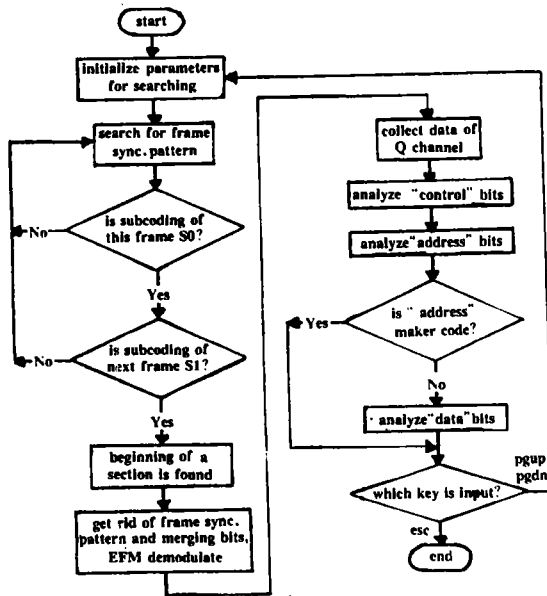 start
initialize parameters
for searching
search for frame
sync. pattern
is subcoding of
this frame S0?
No
Yes
is subcoding of
next frame S1?
No
Yes
beginning of a
section is found
get rid of frame sync.
pattern and merging bits,
EFM demodulate
collect data of
Q channel
analyze "control" bits
analyze "address" bits
is "address"
maker code?
Yes
No
analyze "data" bits
which key is input?
pgup
pgdn
esc
end